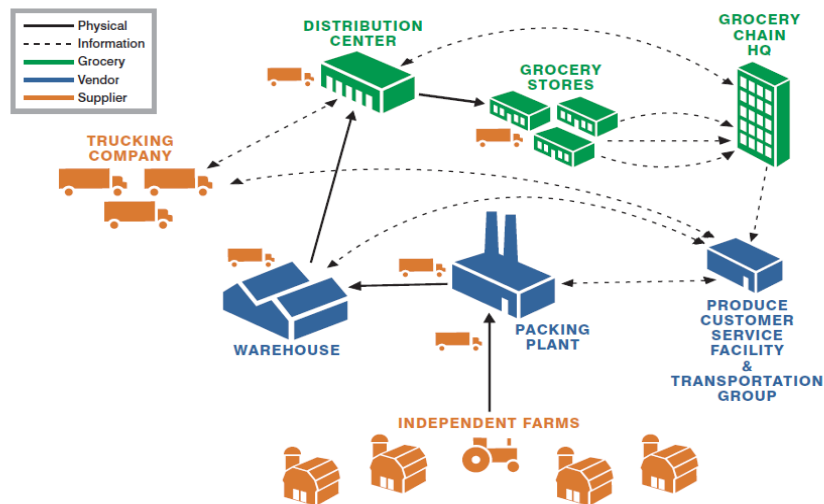 Physical
Information
Grocery
Vendor
Supplier
DISTRIBUTION
CENTER
GROCERY
CHAIN
HQ
GROCERY
STORES
TRUCKING
COMPANY
WAREHOUSE
PACKING
PLANT
PRODUCE
CUSTOMER
SERVICE
FACILITY
&
TRANSPORTATION
GROUP
INDEPENDENT FARMS